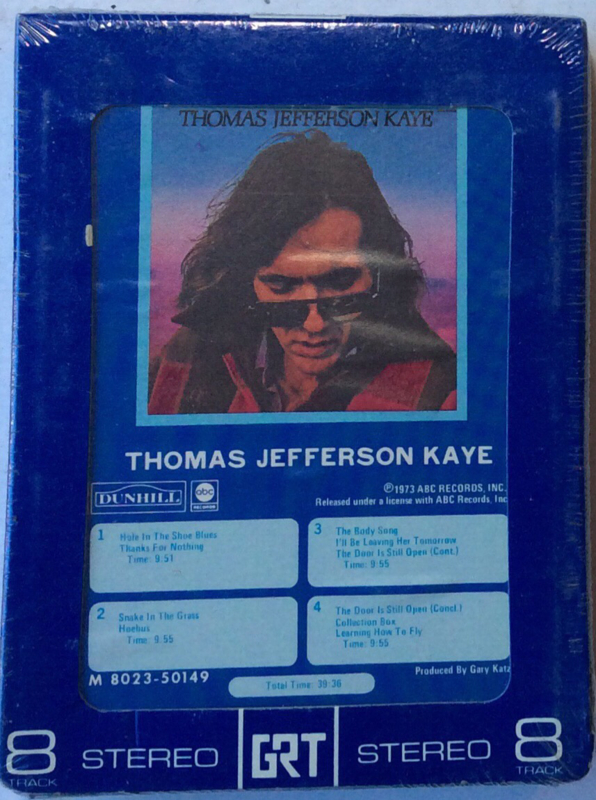 THOMAS JEFFERSON KAYE
THOMAS JEFFERSON KAYE
DUNHILL
abc
RECORDS
℗1973 ABC RECORDS, INC.
Released under a license with ABC Records, Inc
1 Hole In The Shoe Blues
Thanks For Nothing
Time: 9:51
2 Snake In The Grass
Hoebus
Time: 9:55
3 The Body Song
I'll Be Leaving Her Tomorrow
The Door Is Still Open (Cont.)
Time: 9:55
4 The Door Is Still Open (Concl.)
Collection Box
Learning How To Fly
Time: 9:55
M 8023-50149
Total Time: 39:36
Produced By Gary Katz
8 TRACK
STEREO
GRT
STEREO
8 TRACK